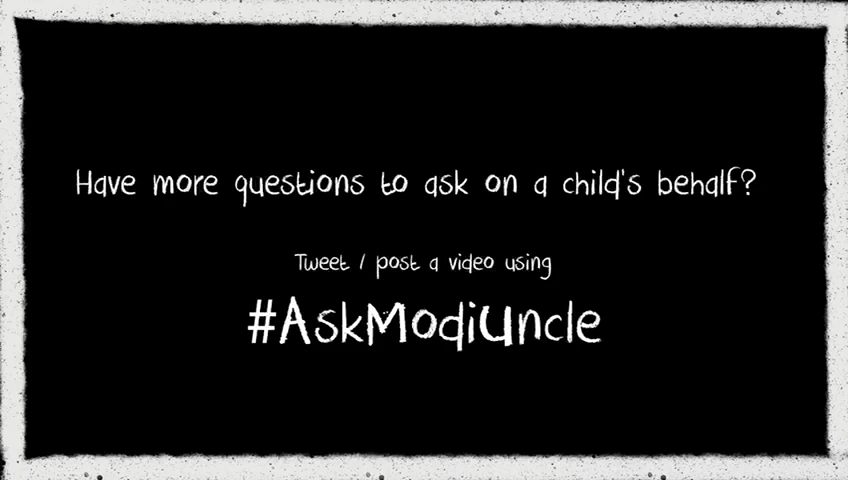 Have more questions to ask on a child's behalf?
Tweet / post a video using
#AskModiUncle